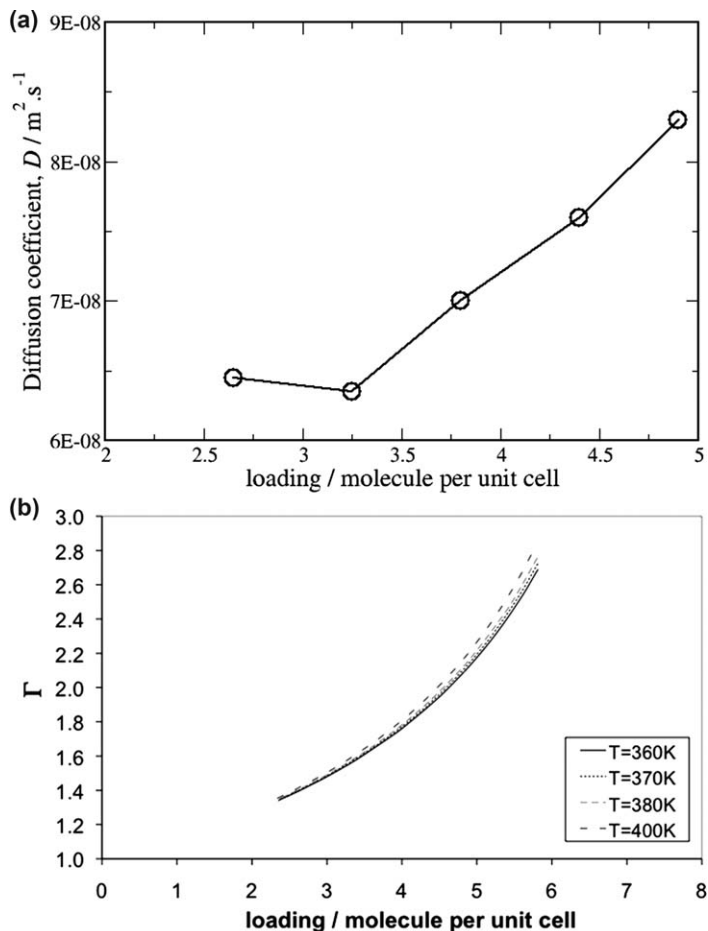 (a)
9E-08
8E-08
7E-08
6E-08
Diffusion coefficient, D / m².s⁻¹
2 2.5 3 3.5 4 4.5 5
loading / molecule per unit cell
(b)
3.0
2.8
2.6
2.4
2.2
2.0
1.8
1.6
1.4
1.2
1.0
Γ
T=360K
T=370K
T=380K
T=400K
0 1 2 3 4 5 6 7 8
loading / molecule per unit cell